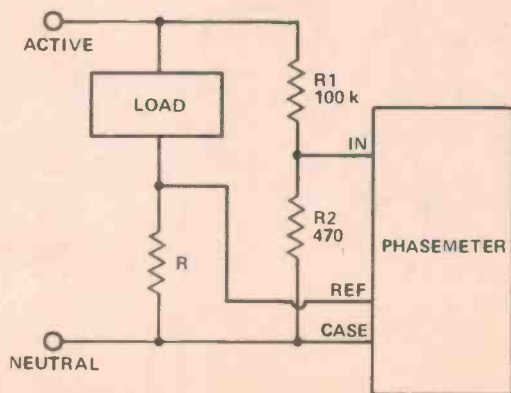 ACTIVE
LOAD
R1
100 k
IN
R2
470
PHASEMETER
R
REF
CASE
NEUTRAL